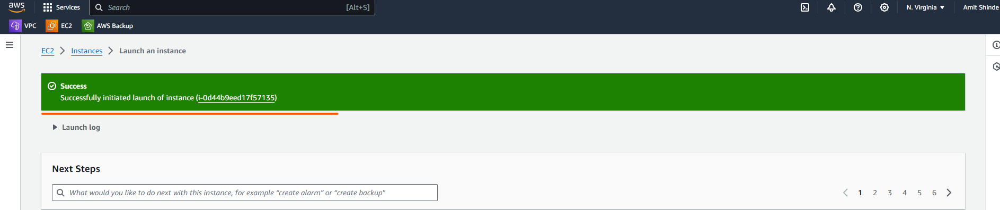 aws Services Search [Alt+S] N. Virginia Amit Shinde
VPC EC2 AWS Backup
EC2 Instances Launch an instance
Success
Successfully initiated launch of instance (i-0d44b9eed17f57135)
Launch log
Next Steps
What would you like to do next with this instance, for example “create alarm” or “create backup"
1 2 3 4 5 6